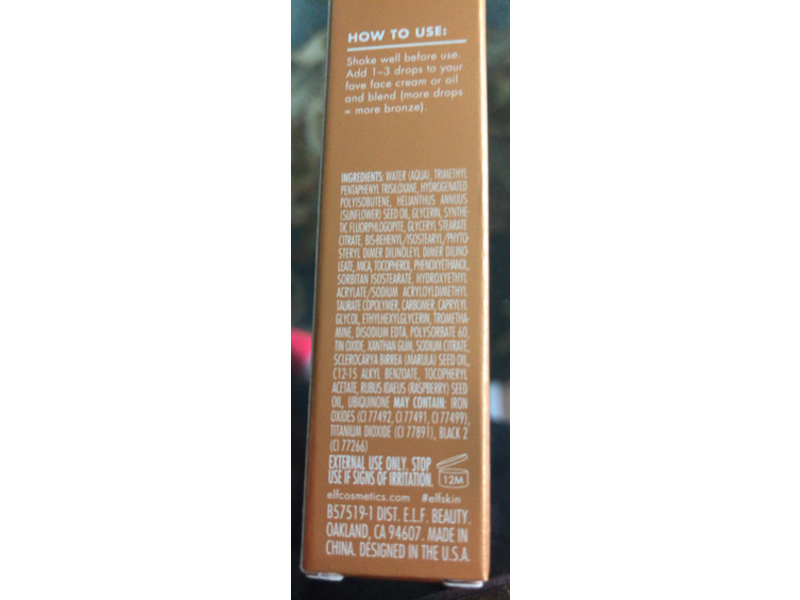 HOW TO USE:
Shake well before use.
Add 1–3 drops to your
fave face cream or oil
and blend (more drops
= more bronze).
INGREDIENTS: WATER (AQUA), TRIMETHYL
PENTAPHENYL TRISILOXANE, HYDROGENATED
POLYISOBUTENE, HELIANTHUS ANNUUS
(SUNFLOWER) SEED OIL, GLYCERIN, SYNTHE-
TIC FLUORPHLOGOPITE, GLYCERYL STEARATE
CITRATE, BIS-BEHENYL/ISOSTEARYL/PHYTO-
STERYL DIMER DILINOLEYL DIMER DILINO-
LEATE, MICA, TOCOPHEROL, PHENOXYETHANOL,
SORBITAN ISOSTEARATE, HYDROXYETHYL
ACRYLATE/SODIUM ACRYLOYLDIMETHYL
TAURATE COPOLYMER, CARBOMER, CAPRYLYL
GLYCOL, ETHYLHEXYLGLYCERIN, TROMETHA-
MINE, DISODIUM EDTA, POLYSORBATE 60,
TIN OXIDE, XANTHAN GUM, SODIUM CITRATE,
SCLEROCARYA BIRREA (MARULA) SEED OIL,
C12-15 ALKYL BENZOATE, TOCOPHERYL
ACETATE, RUBUS IDAEUS (RASPBERRY) SEED
OIL, UBIQUINONE MAY CONTAIN: IRON
OXIDES (CI 77492, CI 77491, CI 77499),
TITANIUM DIOXIDE (CI 77891), BLACK 2
(CI 77266)
EXTERNAL USE ONLY. STOP
USE IF SIGNS OF IRRITATION.
12M
elfcosmetics.com #elfskin
B57519-1 DIST. E.L.F. BEAUTY.
OAKLAND, CA 94607. MADE IN
CHINA. DESIGNED IN THE U.S.A.